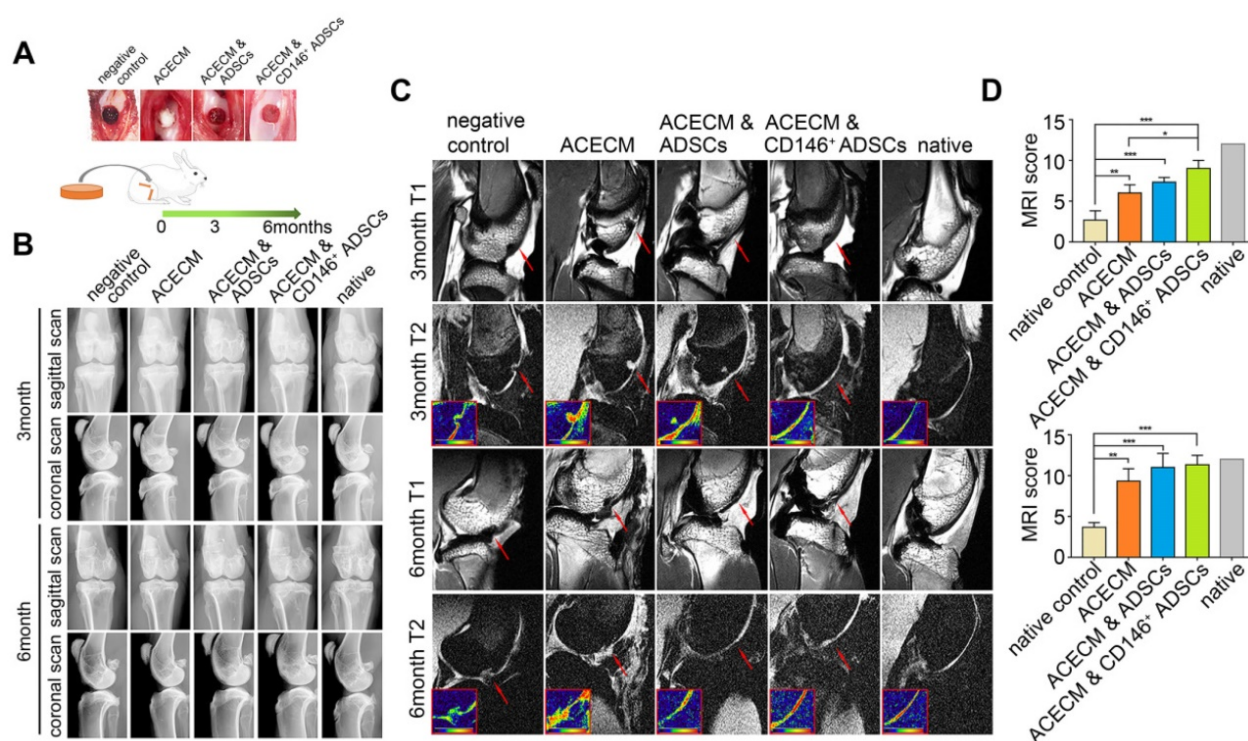 A
negative control
ACECM
ACECM & ADSCs
ACECM & CD146⁺ ADSCs
0 3 6months
B
negative control
ACECM
ACECM & ADSCs
ACECM & CD146⁺ ADSCs
native
3month
sagittal scan
coronal scan
6month
sagittal scan
coronal scan
C
negative control
ACECM
ACECM & ADSCs
ACECM & CD146⁺ ADSCs
native
3month T1
3month T2
6month T1
6month T2
D
MRI score
15
10
5
0
***
*
***
**
native control
ACECM
ACECM & ADSCs
ACECM & CD146⁺ ADSCs
native
MRI score
15
10
5
0
***
***
**
native control
ACECM
ACECM & ADSCs
ACECM & CD146⁺ ADSCs
native